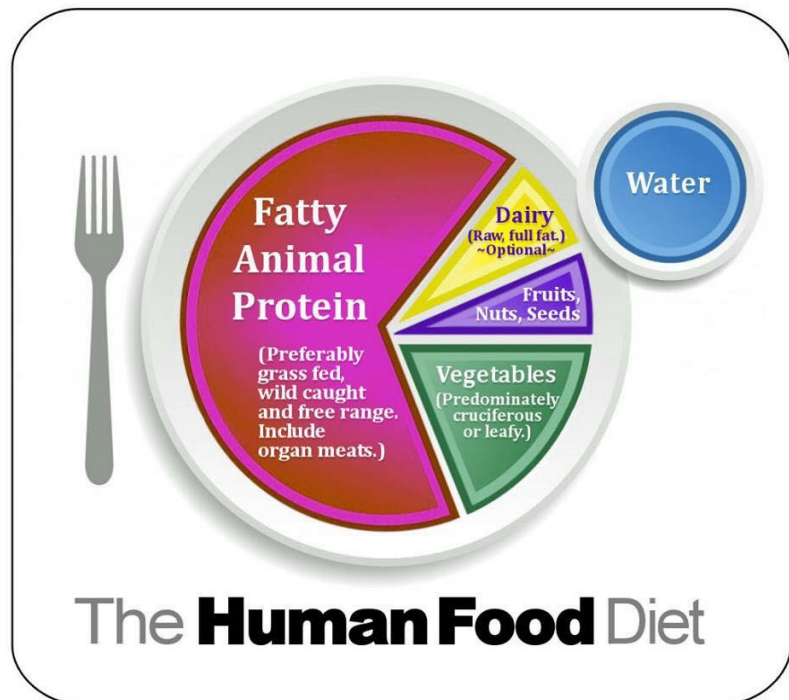 Fatty
Animal
Protein
(Preferably
grass fed,
wild caught
and free range.
Include
organ meats.)
Dairy
(Raw, full fat.)
~Optional~
Fruits,
Nuts, Seeds
Vegetables
(Predominately
cruciferous
or leafy.)
Water
The Human Food Diet